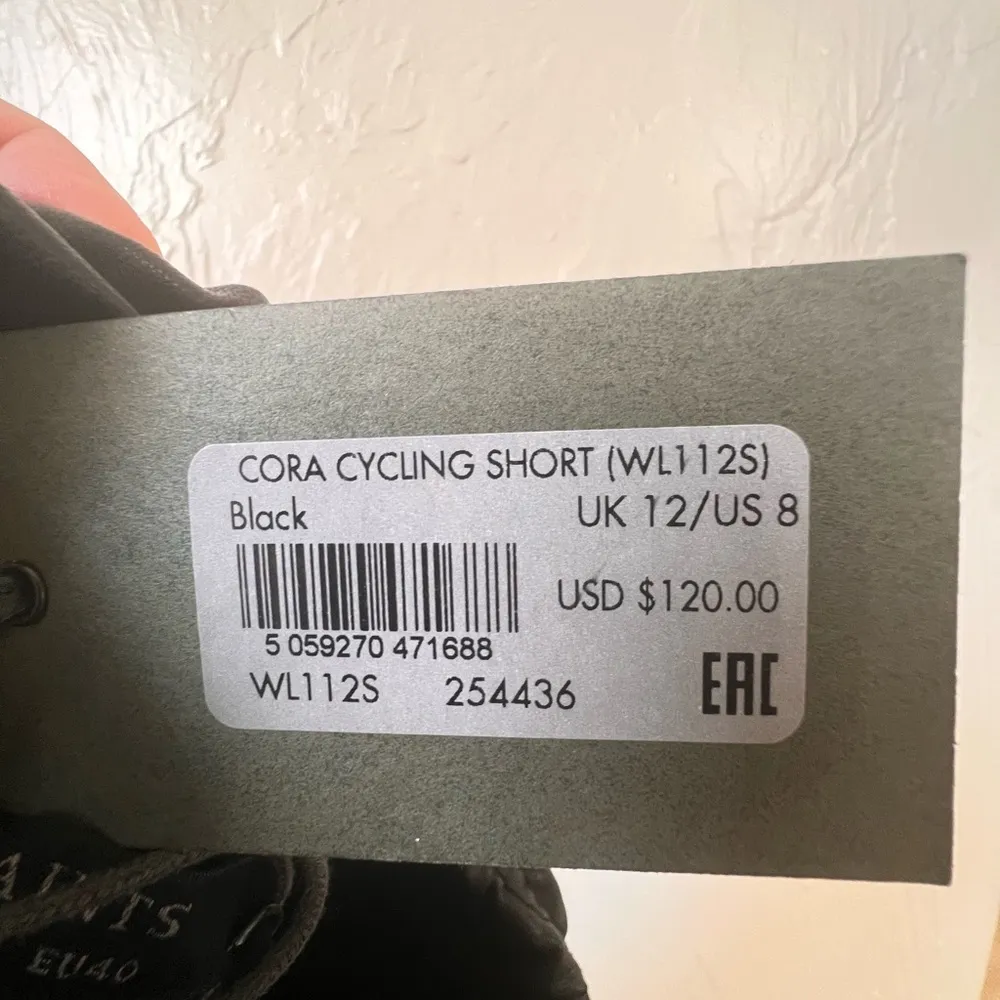 CORA CYCLING SHORT (WL112S)
Black UK 12/US 8
USD $120.00
5 059270 471688
WL112S 254436
EAC
EU40